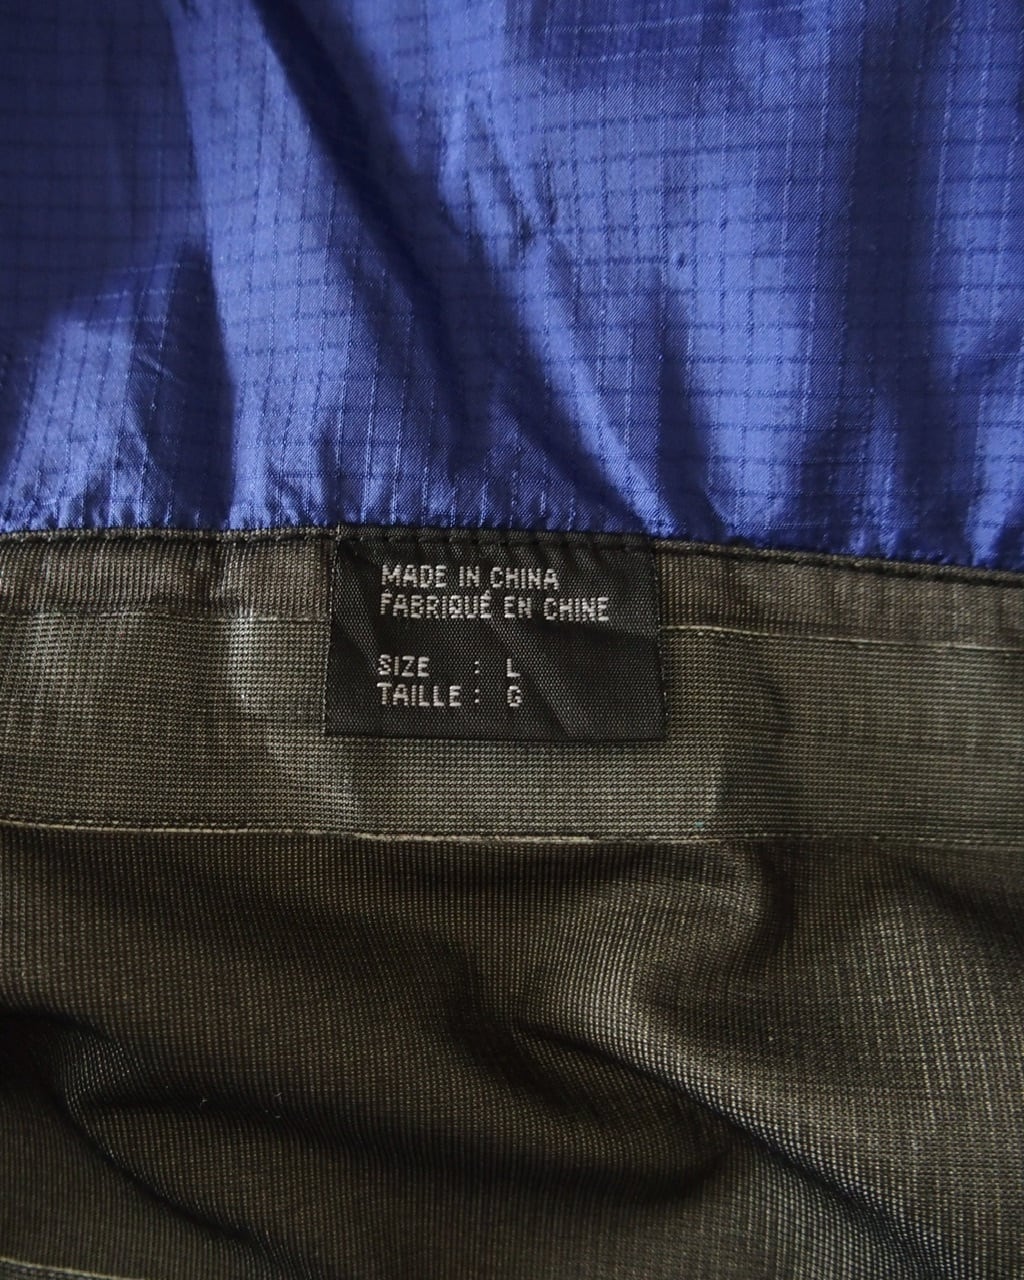 MADE IN CHINA
FABRIQUÉ EN CHINE
SIZE : L
TAILLE : G